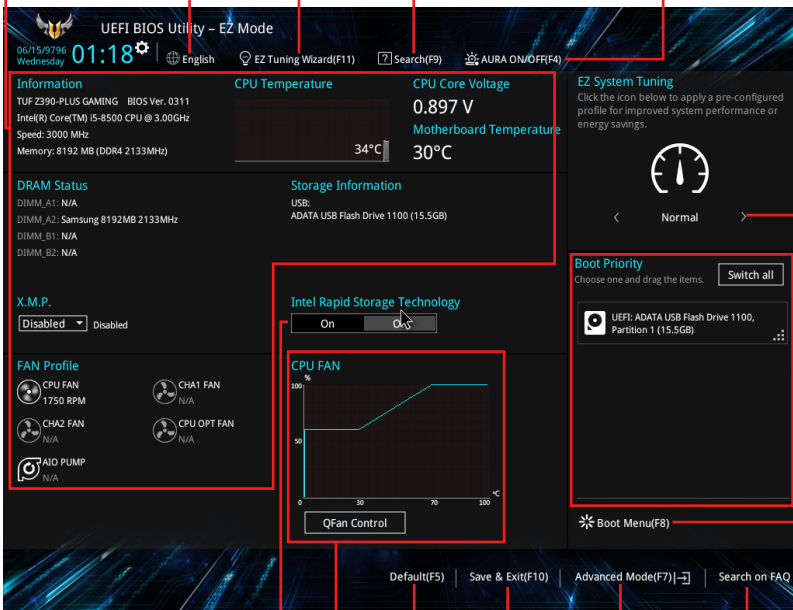 UEFI BIOS Utility – EZ Mode
06/15/9796
Wednesday
01:18
English
EZ Tuning Wizard(F11)
Search(F9)
AURA ON/OFF(F4)
Information
TUF Z390-PLUS GAMING BIOS Ver. 0311
Intel(R) Core(TM) i5-8500 CPU @ 3.00GHz
Speed: 3000 MHz
Memory: 8192 MB (DDR4 2133MHz)
CPU Temperature
34°C
CPU Core Voltage
0.897 V
Motherboard Temperature
30°C
EZ System Tuning
Click the icon below to apply a pre-configured
profile for improved system performance or
energy savings.
Normal
DRAM Status
DIMM_A1: N/A
DIMM_A2: Samsung 8192MB 2133MHz
DIMM_B1: N/A
DIMM_B2: N/A
Storage Information
USB:
ADATA USB Flash Drive 1100 (15.5GB)
Boot Priority
Choose one and drag the items.
Switch all
UEFI: ADATA USB Flash Drive 1100,
Partition 1 (15.5GB)
X.M.P.
Disabled
Disabled
Intel Rapid Storage Technology
On
FAN Profile
CPU FAN
1750 RPM
CHA1 FAN
N/A
CHA2 FAN
N/A
CPU OPT FAN
N/A
AIO PUMP
N/A
CPU FAN
%
100
50
0
30
70
100
°C
QFan Control
Boot Menu(F8)
Default(F5)
Save & Exit(F10)
Advanced Mode(F7)
Search on FAQ